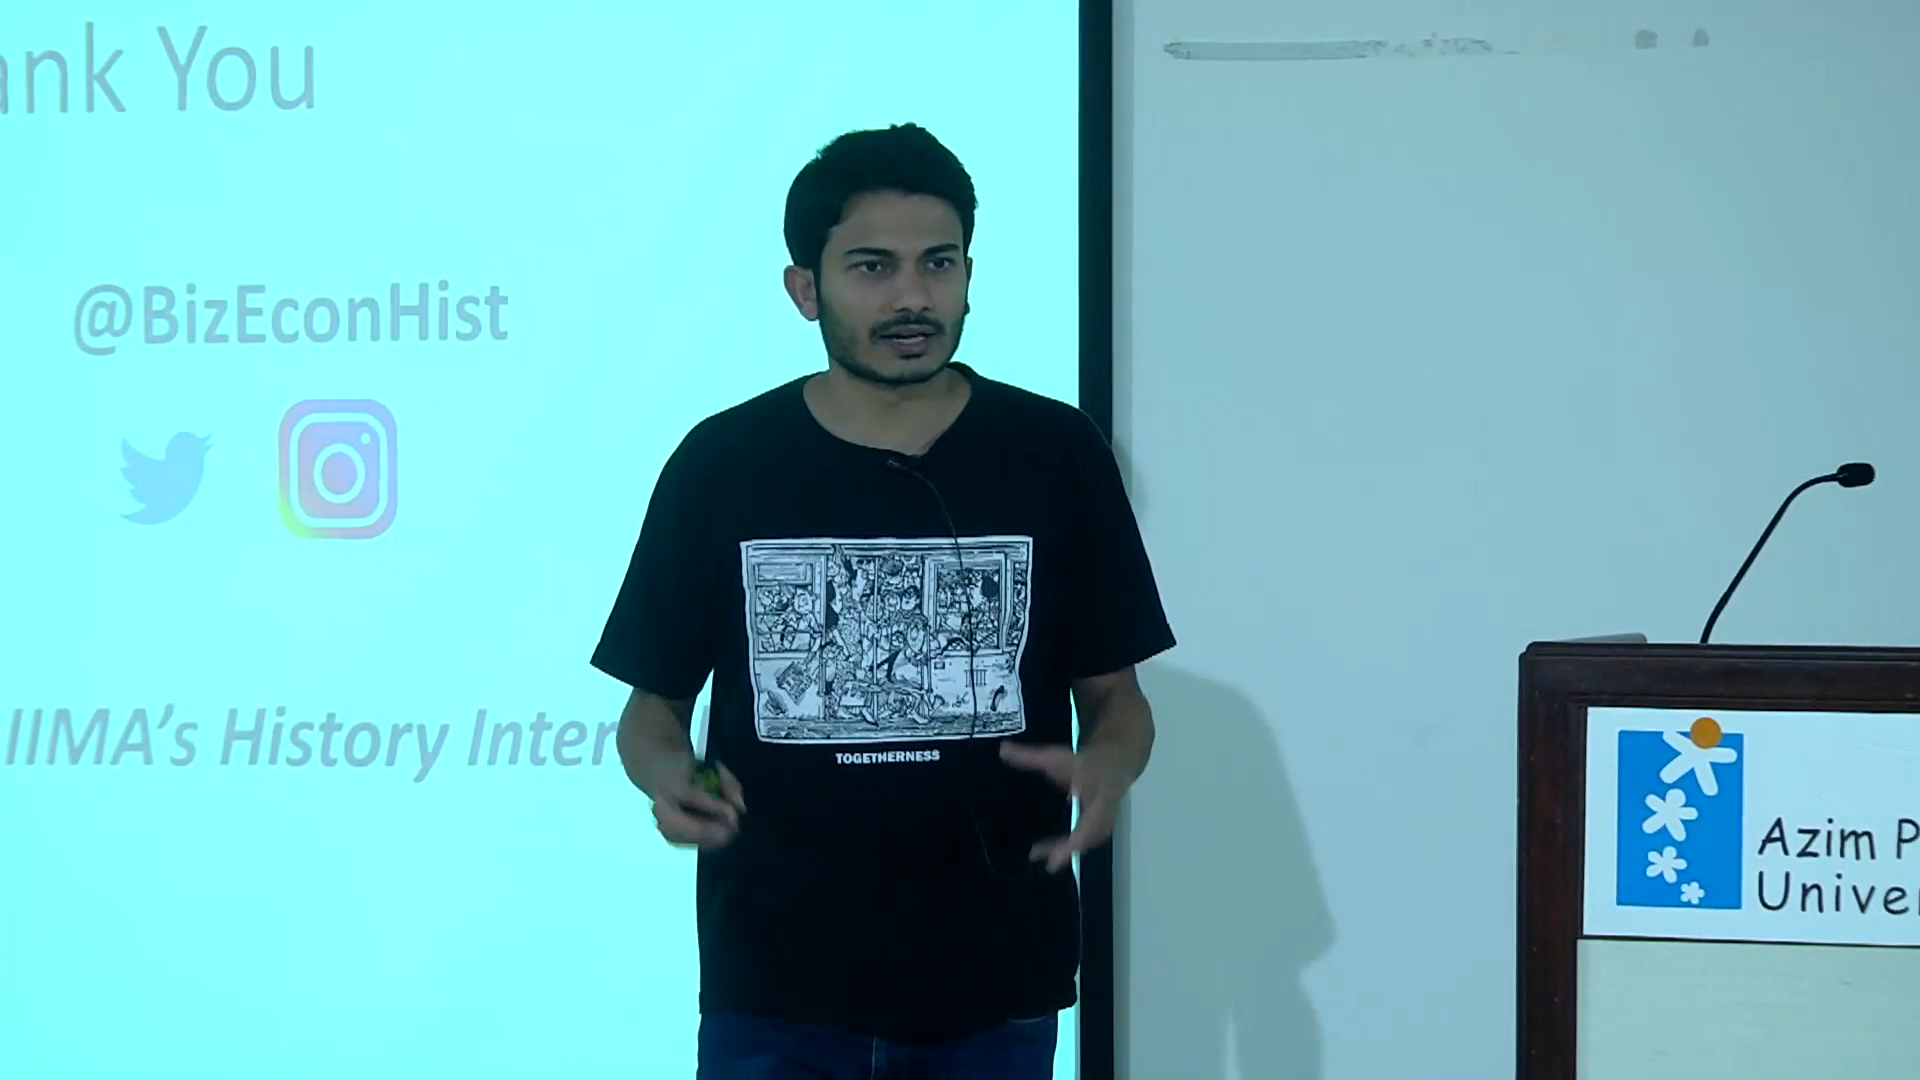 ank You
@BizEconHist
IIMA's History Inter
TOGETHERNESS
Azim P
Univer